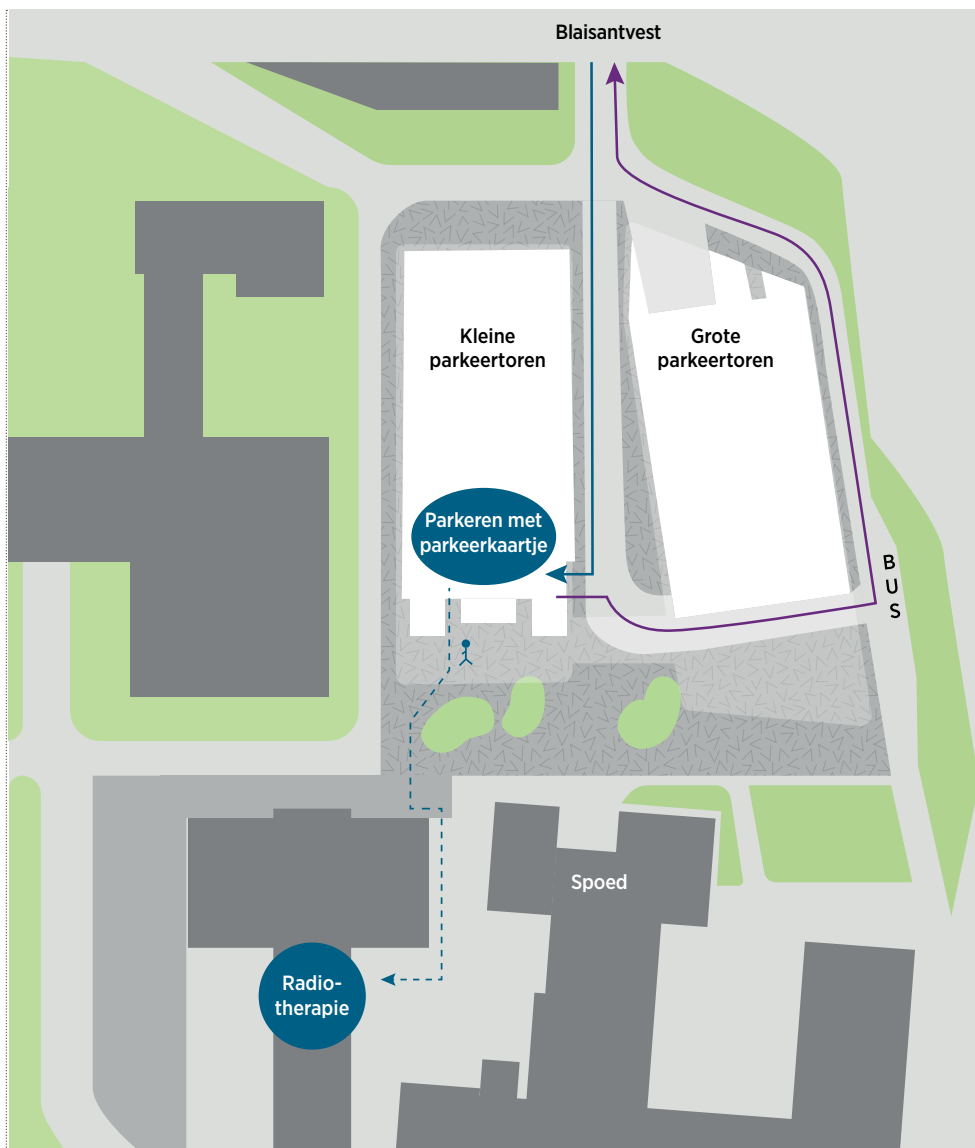 Blaisantvest
Kleine
parkeertoren
Grote
parkeertoren
Parkeren met
parkeerkaartje
B
U
S
Spoed
Radio-
therapie